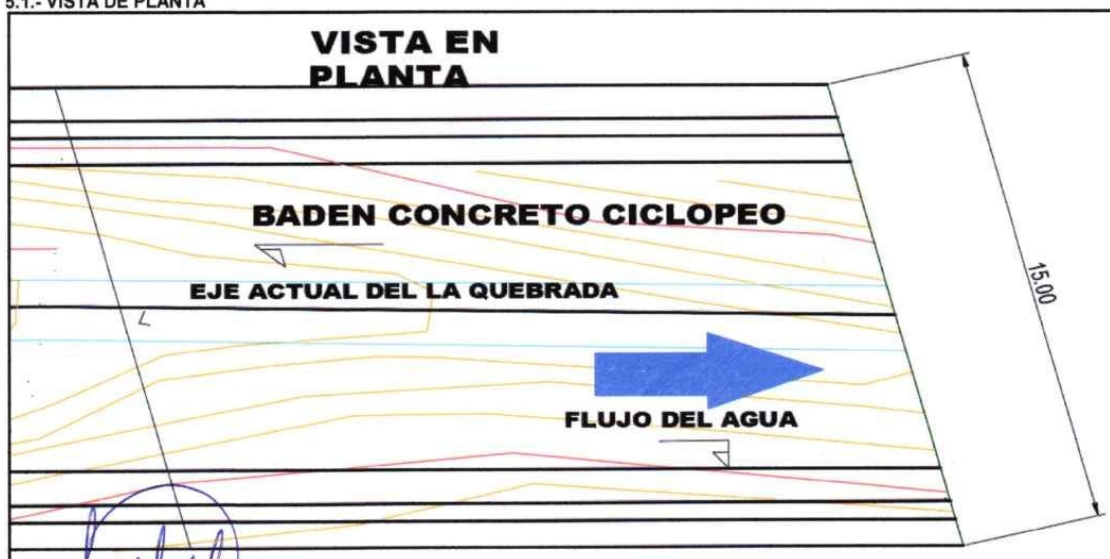 5.1.- VISTA DE PLANTA
VISTA EN
PLANTA
BADEN CONCRETO CICLOPEO
15.00
EJE ACTUAL DEL LA QUEBRADA
FLUJO DEL AGUA